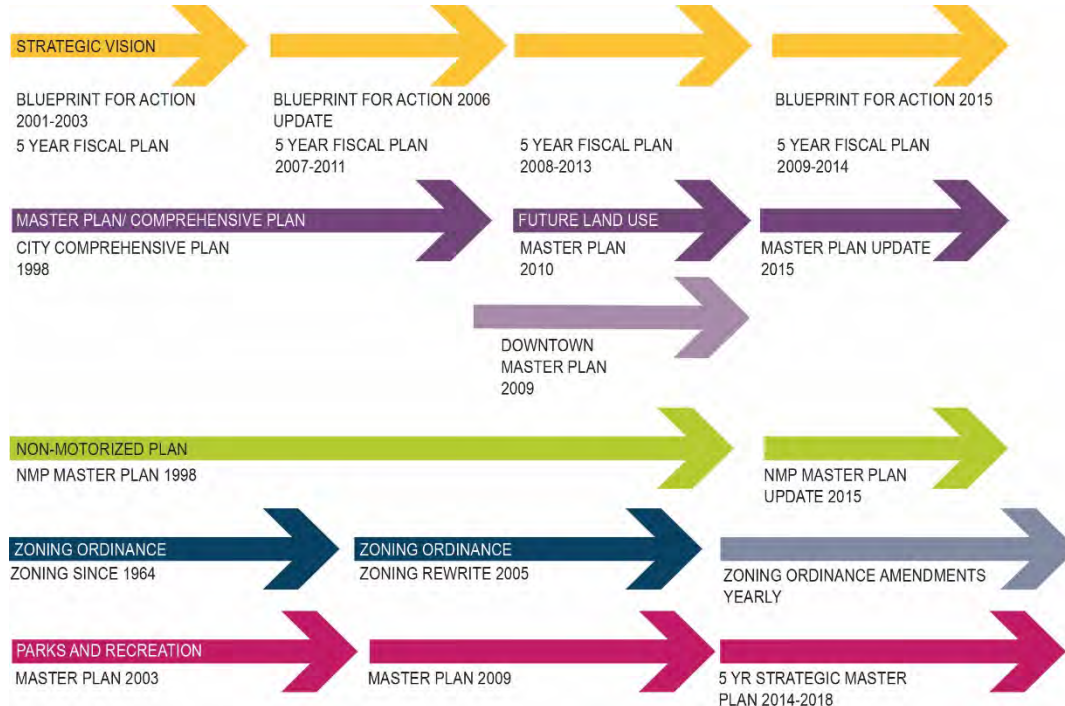 STRATEGIC VISION
BLUEPRINT FOR ACTION
2001-2003
5 YEAR FISCAL PLAN
BLUEPRINT FOR ACTION 2006
UPDATE
5 YEAR FISCAL PLAN
2007-2011
5 YEAR FISCAL PLAN
2008-2013
BLUEPRINT FOR ACTION 2015
5 YEAR FISCAL PLAN
2009-2014
MASTER PLAN/ COMPREHENSIVE PLAN
CITY COMPREHENSIVE PLAN
1998
FUTURE LAND USE
MASTER PLAN
2010
MASTER PLAN UPDATE
2015
DOWNTOWN
MASTER PLAN
2009
NON-MOTORIZED PLAN
NMP MASTER PLAN 1998
NMP MASTER PLAN
UPDATE 2015
ZONING ORDINANCE
ZONING SINCE 1964
ZONING ORDINANCE
ZONING REWRITE 2005
ZONING ORDINANCE AMENDMENTS
YEARLY
PARKS AND RECREATION
MASTER PLAN 2003
MASTER PLAN 2009
5 YR STRATEGIC MASTER
PLAN 2014-2018